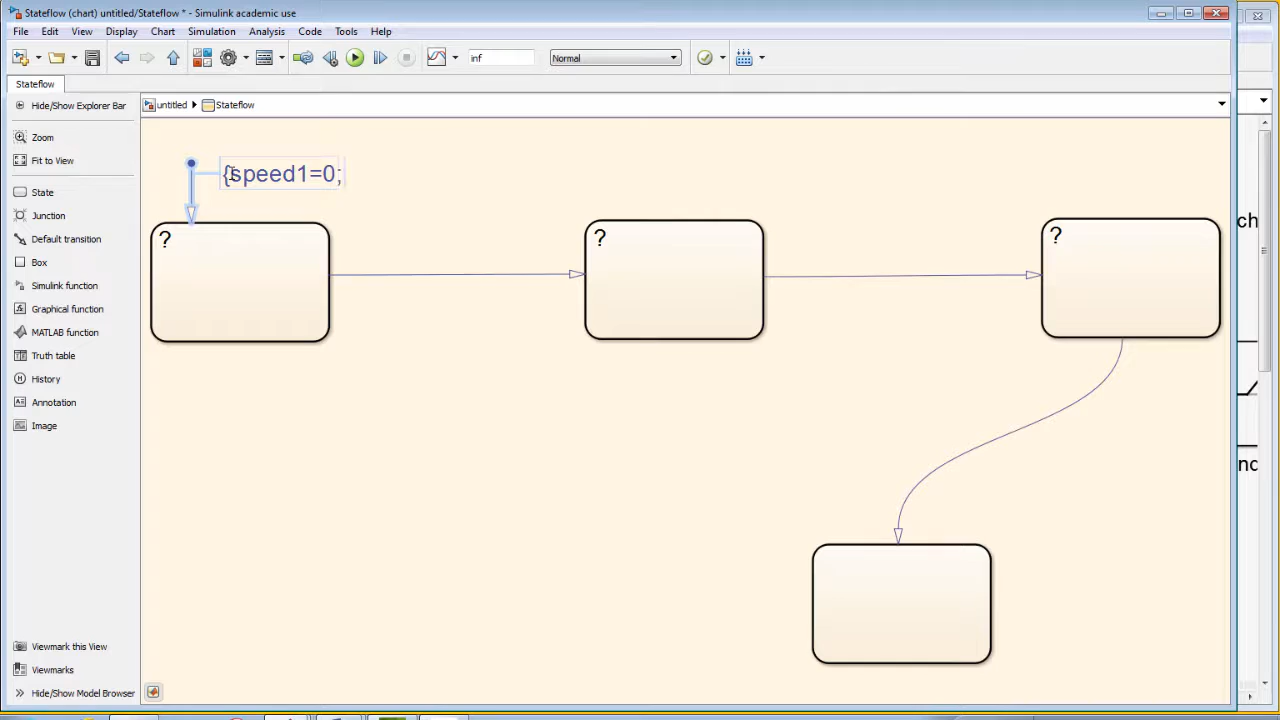 Stateflow (chart) untitled/Stateflow * - Simulink academic use
File Edit View Display Chart Simulation Analysis Code Tools Help
inf Normal
Stateflow
Hide/Show Explorer Bar
untitled Stateflow
Zoom
Fit to View
State
Junction
Default transition
Box
Simulink function
Graphical function
MATLAB function
Truth table
History
Annotation
Image
{speed1=0;
?
?
?
ch
nc
Viewmark this View
Viewmarks
Hide/Show Model Browser